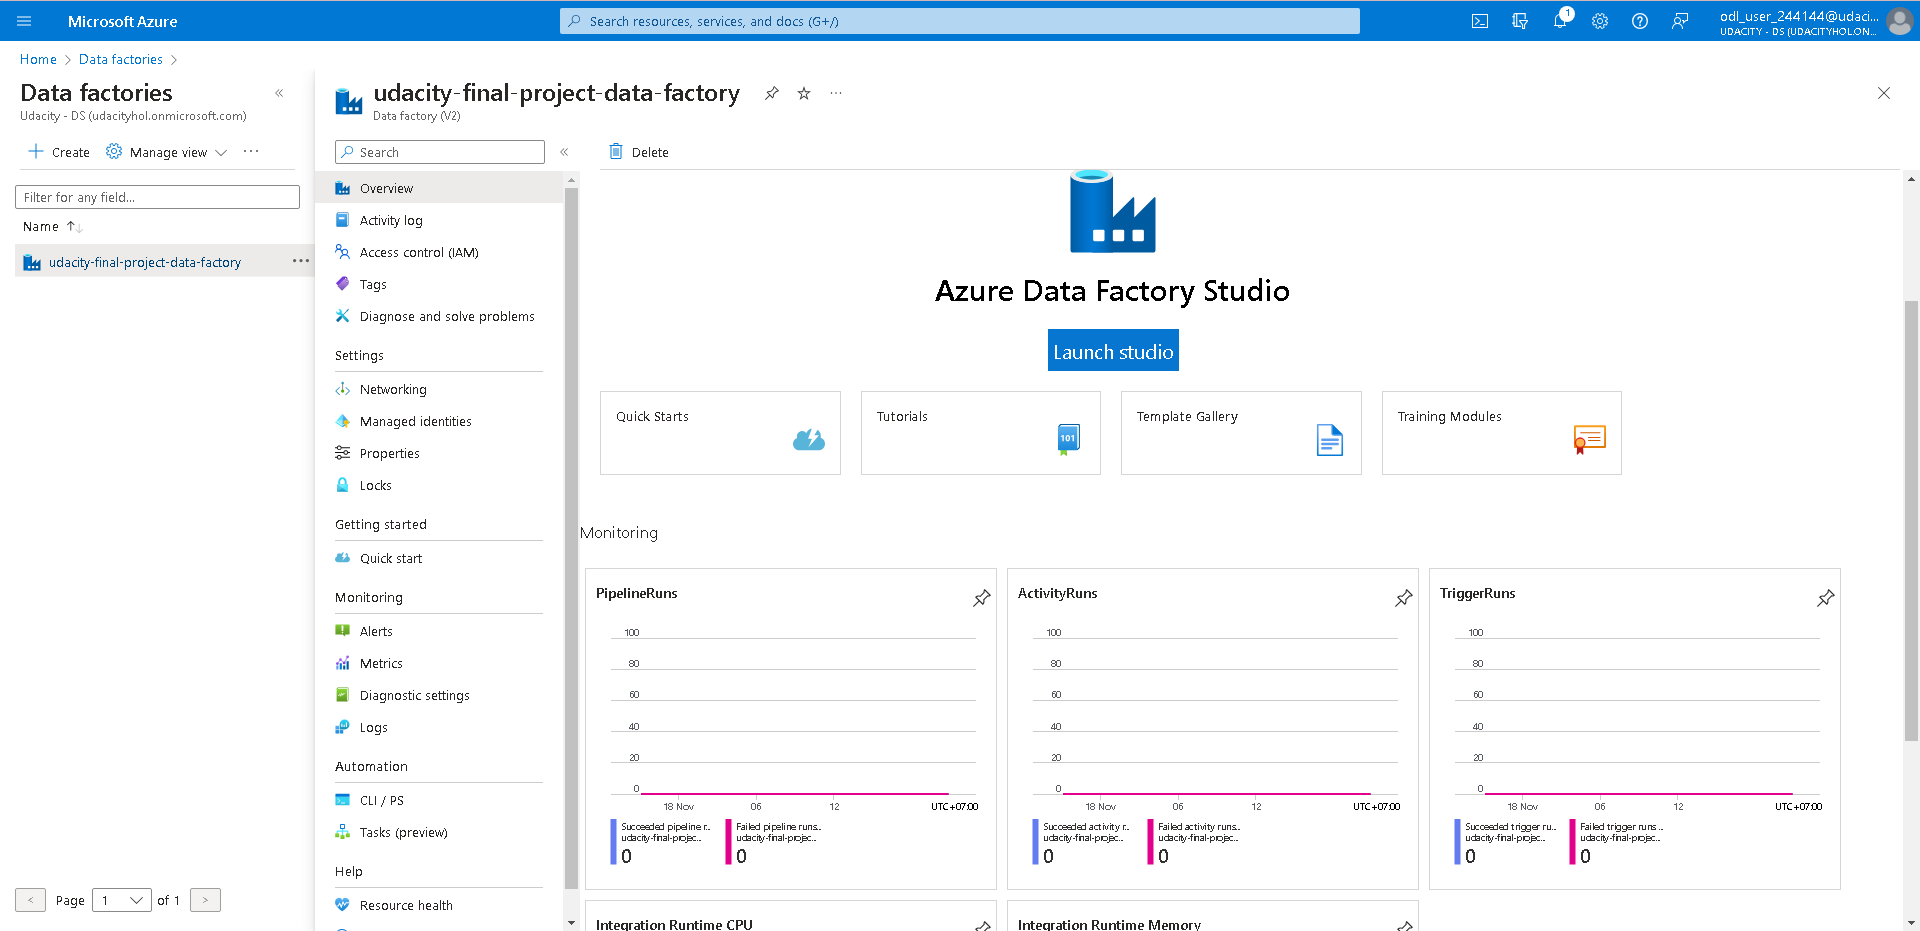 Microsoft Azure
Search resources, services, and docs (G+/)
1
odl_user_244144@udaci...
UDACITY - DS (UDACITYHOL.ON...
Home > Data factories >
Data factories
«
Udacity - DS (udacityhol.onmicrosoft.com)
+ Create
Manage view
...
Filter for any field...
Name ↑↓
udacity-final-project-data-factory
...
< Page 1 of 1 >
udacity-final-project-data-factory
...
Data factory (V2)
Search
«
Overview
Activity log
Access control (IAM)
Tags
Diagnose and solve problems
Settings
Networking
Managed identities
Properties
Locks
Getting started
Quick start
Monitoring
Alerts
Metrics
Diagnostic settings
Logs
Automation
CLI / PS
Tasks (preview)
Help
Resource health
Delete
Azure Data Factory Studio
Launch studio
Quick Starts
Tutorials
101
Template Gallery
Training Modules
Monitoring
PipelineRuns
100
80
60
40
20
0
18 Nov 06 12 UTC+07:00
Succeeded pipeline r..
udacity-final-projec..
0
Failed pipeline runs..
udacity-final-projec..
0
ActivityRuns
100
80
60
40
20
0
18 Nov 06 12 UTC+07:00
Succeeded activity r..
udacity-final-projec..
0
Failed activity runs..
udacity-final-projec..
0
TriggerRuns
100
80
60
40
20
0
18 Nov 06 12 UTC+07:00
Succeeded trigger ru..
udacity-final-projec..
0
Failed trigger runs ..
udacity-final-projec..
0
Integration Runtime CPU
Integration Runtime Memory